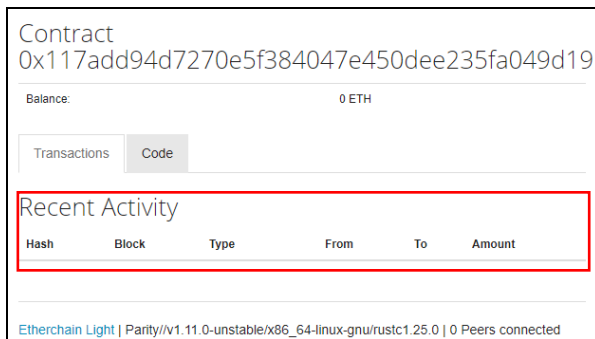 Contract
0x117add94d7270e5f384047e450dee235fa049d19
Balance: 0 ETH
Transactions Code
Recent Activity
Hash Block Type From To Amount
Etherchain Light | Parity//v1.11.0-unstable/x86_64-linux-gnu/rustc1.25.0 | 0 Peers connected